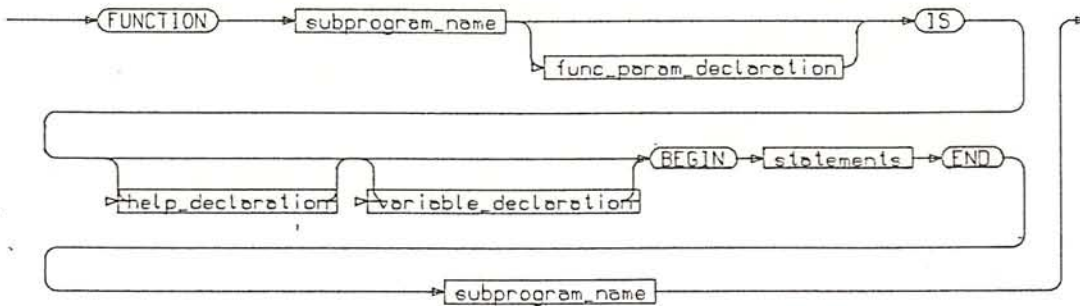 FUNCTION subprogram_name IS
func_param_declaration
BEGIN statements END
help_declaration variable_declaration
subprogram_name